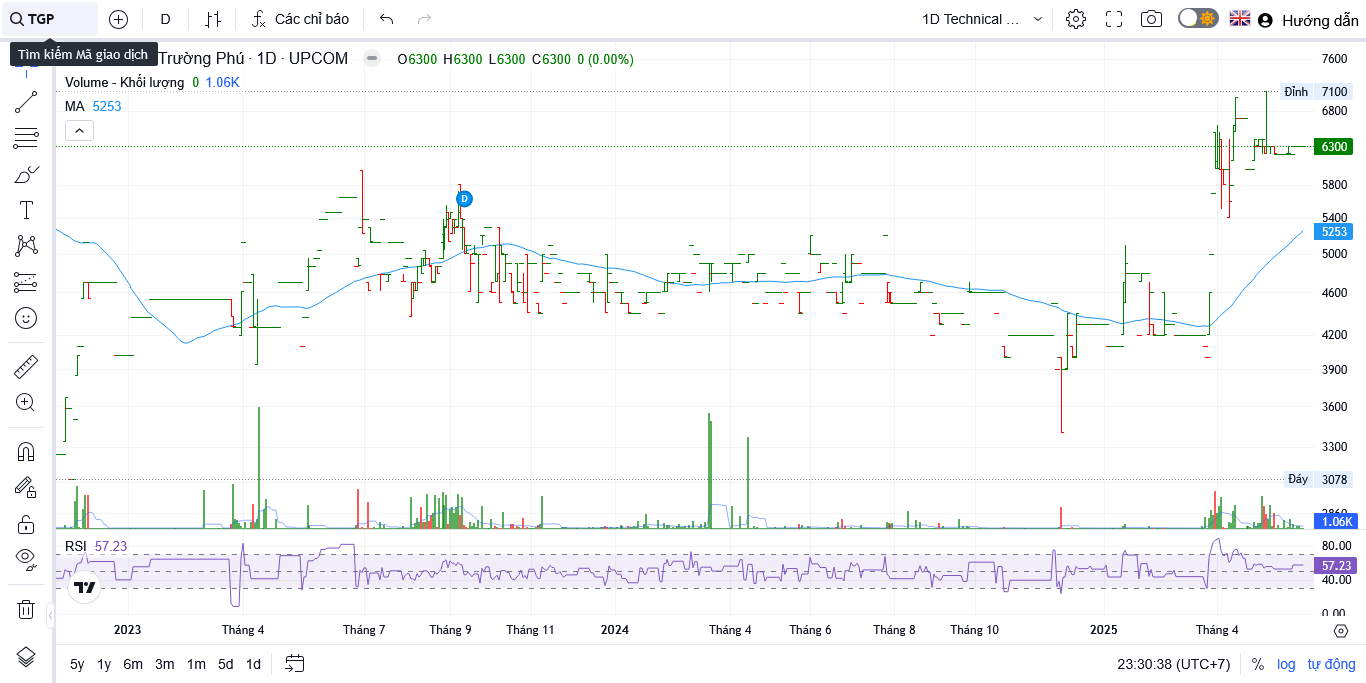 TGP D Các chỉ báo 1D Technical ... Hướng dẫn
Tìm kiếm Mã giao dịch Trường Phú · 1D · UPCOM O6300 H6300 L6300 C6300 0 (0.00%)
Volume - Khối lượng 0 1.06K
MA 5253
7600
Đỉnh 7100
6800
6300
5800
5400
5253
5000
4600
4200
3900
3600
3300
Đáy 3078
1.06K
D
RSI 57.23
80.00
57.23
40.00
0.00
2023 Tháng 4 Tháng 7 Tháng 9 Tháng 11 2024 Tháng 4 Tháng 6 Tháng 8 Tháng 10 2025 Tháng 4
5y 1y 6m 3m 1m 5d 1d 23:30:38 (UTC+7) % log tự động